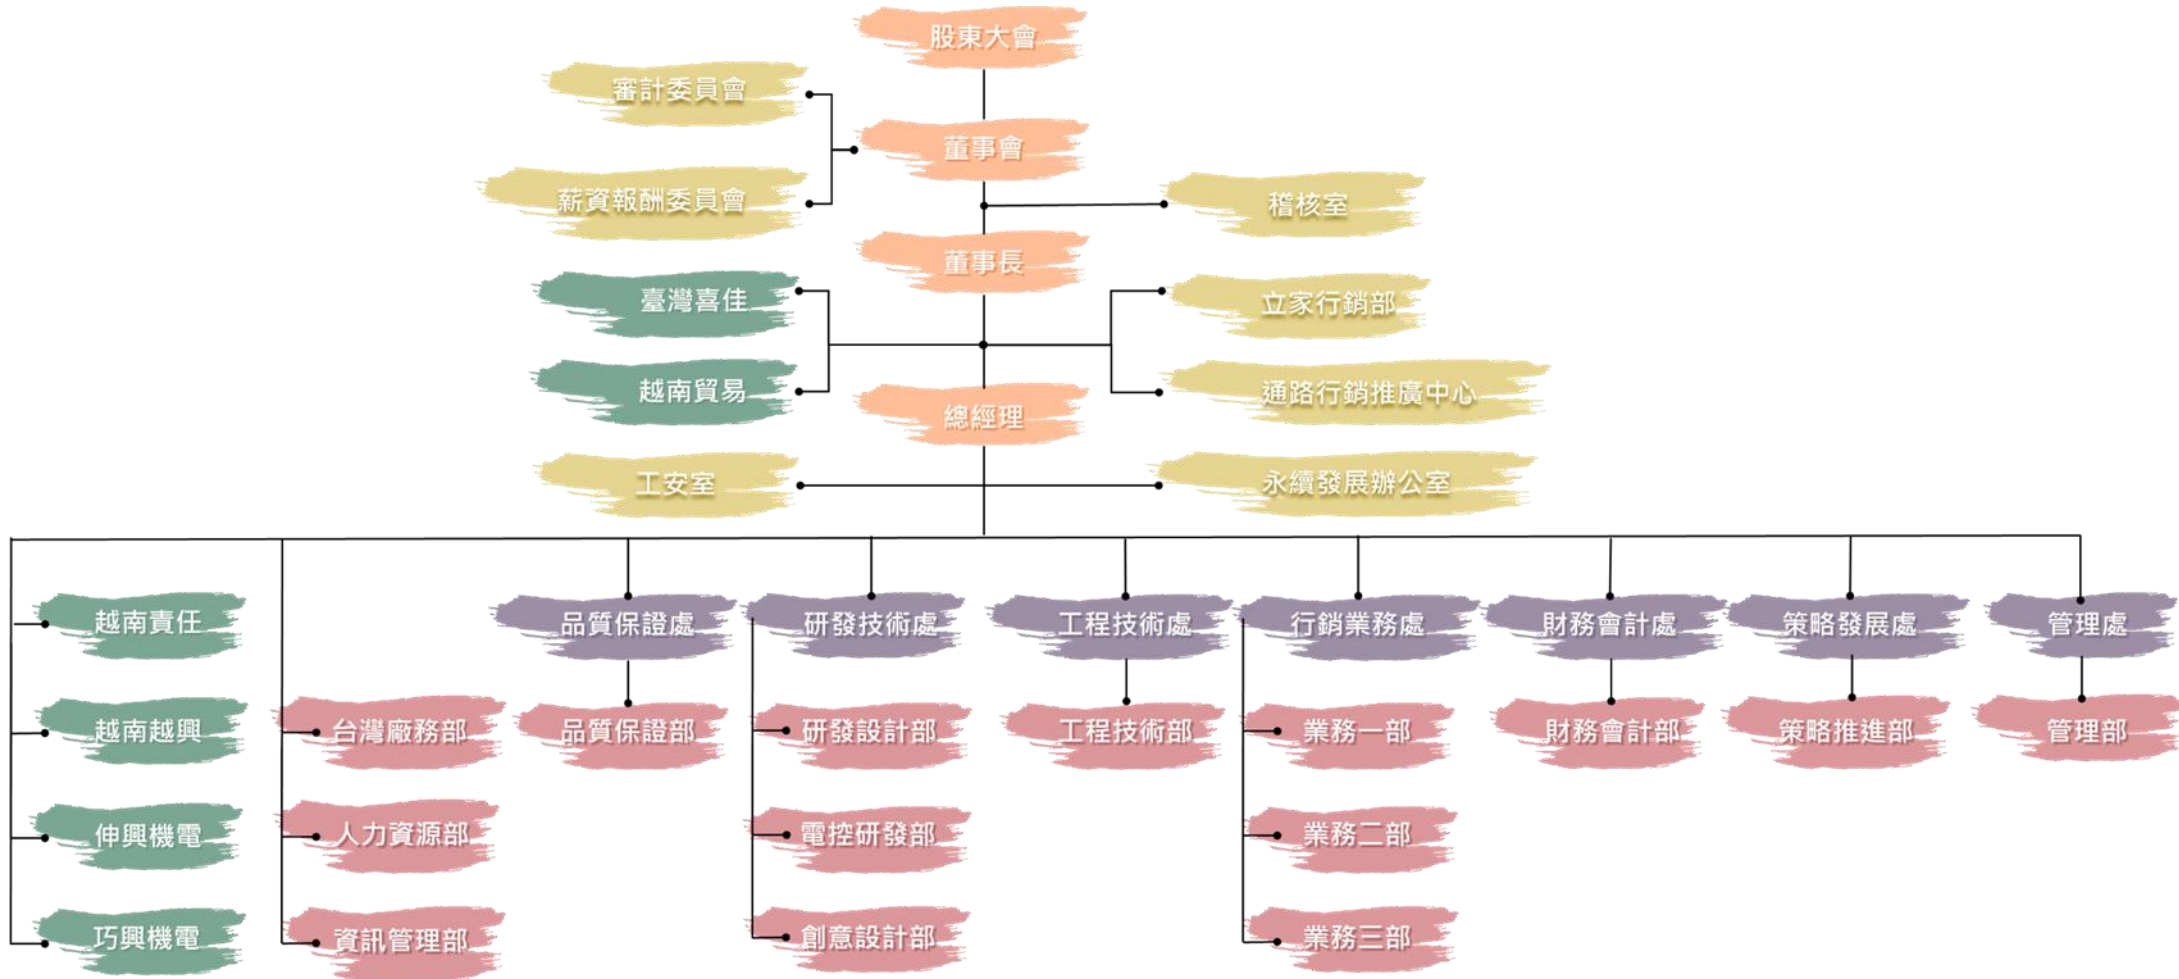 股東大會
審計委員會
董事會
薪資報酬委員會
稽核室
董事長
臺灣喜佳
立家行銷部
越南貿易
通路行銷推廣中心
總經理
工安室
永續發展辦公室
越南責任
品質保證處
研發技術處
工程技術處
行銷業務處
財務會計處
策略發展處
管理處
越南越興
台灣廠務部
品質保證部
研發設計部
工程技術部
業務一部
財務會計部
策略推進部
管理部
伸興機電
人力資源部
電控研發部
業務二部
巧興機電
資訊管理部
創意設計部
業務三部